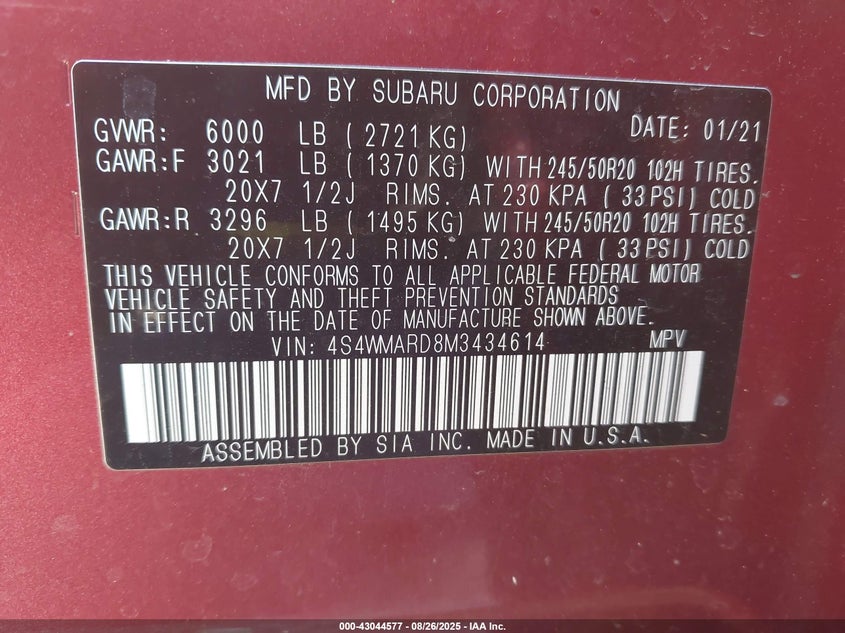 MFD BY SUBARU CORPORATION
GVWR: 6000 LB ( 2721 KG) DATE: 01/21
GAWR:F 3021 LB ( 1370 KG) WITH 245/50R20 102H TIRES.
20X7 1/2J RIMS. AT 230 KPA ( 33 PSI) COLD
GAWR:R 3296 LB ( 1495 KG) WITH 245/50R20 102H TIRES.
20X7 1/2J RIMS. AT 230 KPA ( 33 PSI) COLD
THIS VEHICLE CONFORMS TO ALL APPLICABLE FEDERAL MOTOR
VEHICLE SAFETY AND THEFT PREVENTION STANDARDS
IN EFFECT ON THE DATE OF MANUFACTURE SHOWN ABOVE.
VIN: 4S4WMARD8M3434614 MPV
ASSEMBLED BY SIA INC. MADE IN U.S.A.
000-43044577 - 08/26/2025 - IAA Inc.